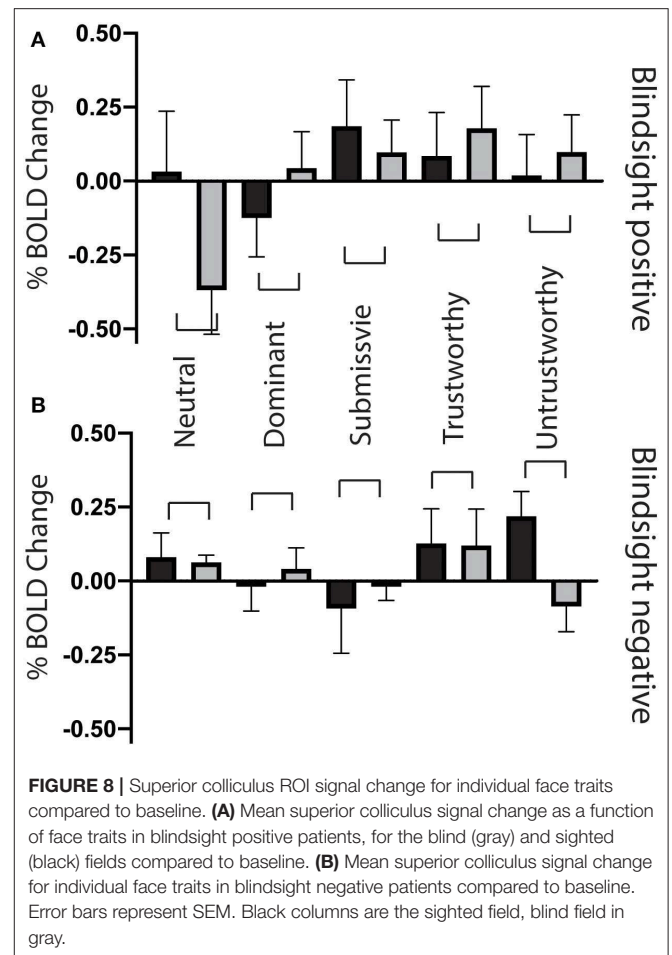 A
0.50
0.25
0.00
-0.25
-0.50
% BOLD Change
Blindsight positive
Neutral
Dominant
Submissvie
Trustworthy
Untrustworthy
B
0.50
0.25
0.00
-0.25
-0.50
% BOLD Change
Blindsight negative
FIGURE 8 | Superior colliculus ROI signal change for individual face traits
compared to baseline. (A) Mean superior colliculus signal change as a function
of face traits in blindsight positive patients, for the blind (gray) and sighted
(black) fields compared to baseline. (B) Mean superior colliculus signal change
for individual face traits in blindsight negative patients compared to baseline.
Error bars represent SEM. Black columns are the sighted field, blind field in
gray.